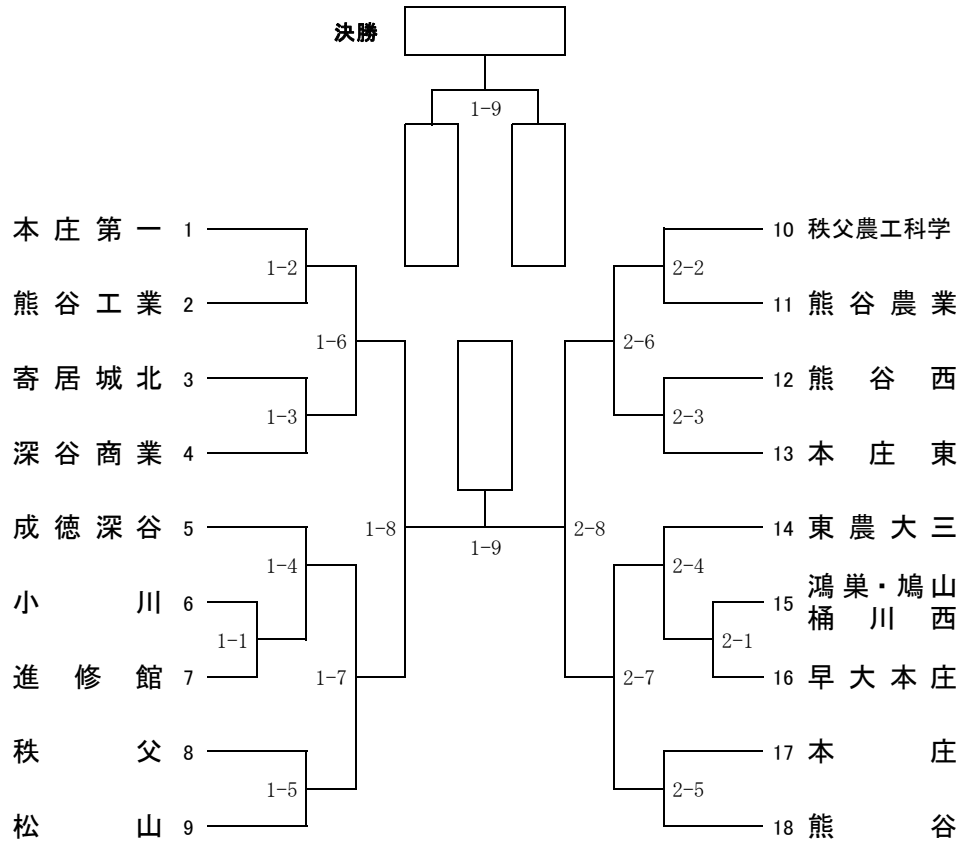 決勝
1-9
本庄第一 1
10 秩父農工科学
1-2
2-2
熊谷工業 2
11 熊谷農業
1-6
2-6
寄居城北 3
12 熊谷西
1-3
2-3
深谷商業 4
13 本庄東
成徳深谷 5
1-8
1-9
2-8
14 東農大三
1-4
2-4
小川 6
15 鴻巣・鳩山
桶川西
1-1
2-1
進修館 7
1-7
2-7
16 早大本庄
秩父 8
17 本庄
1-5
2-5
松山 9
18 熊谷